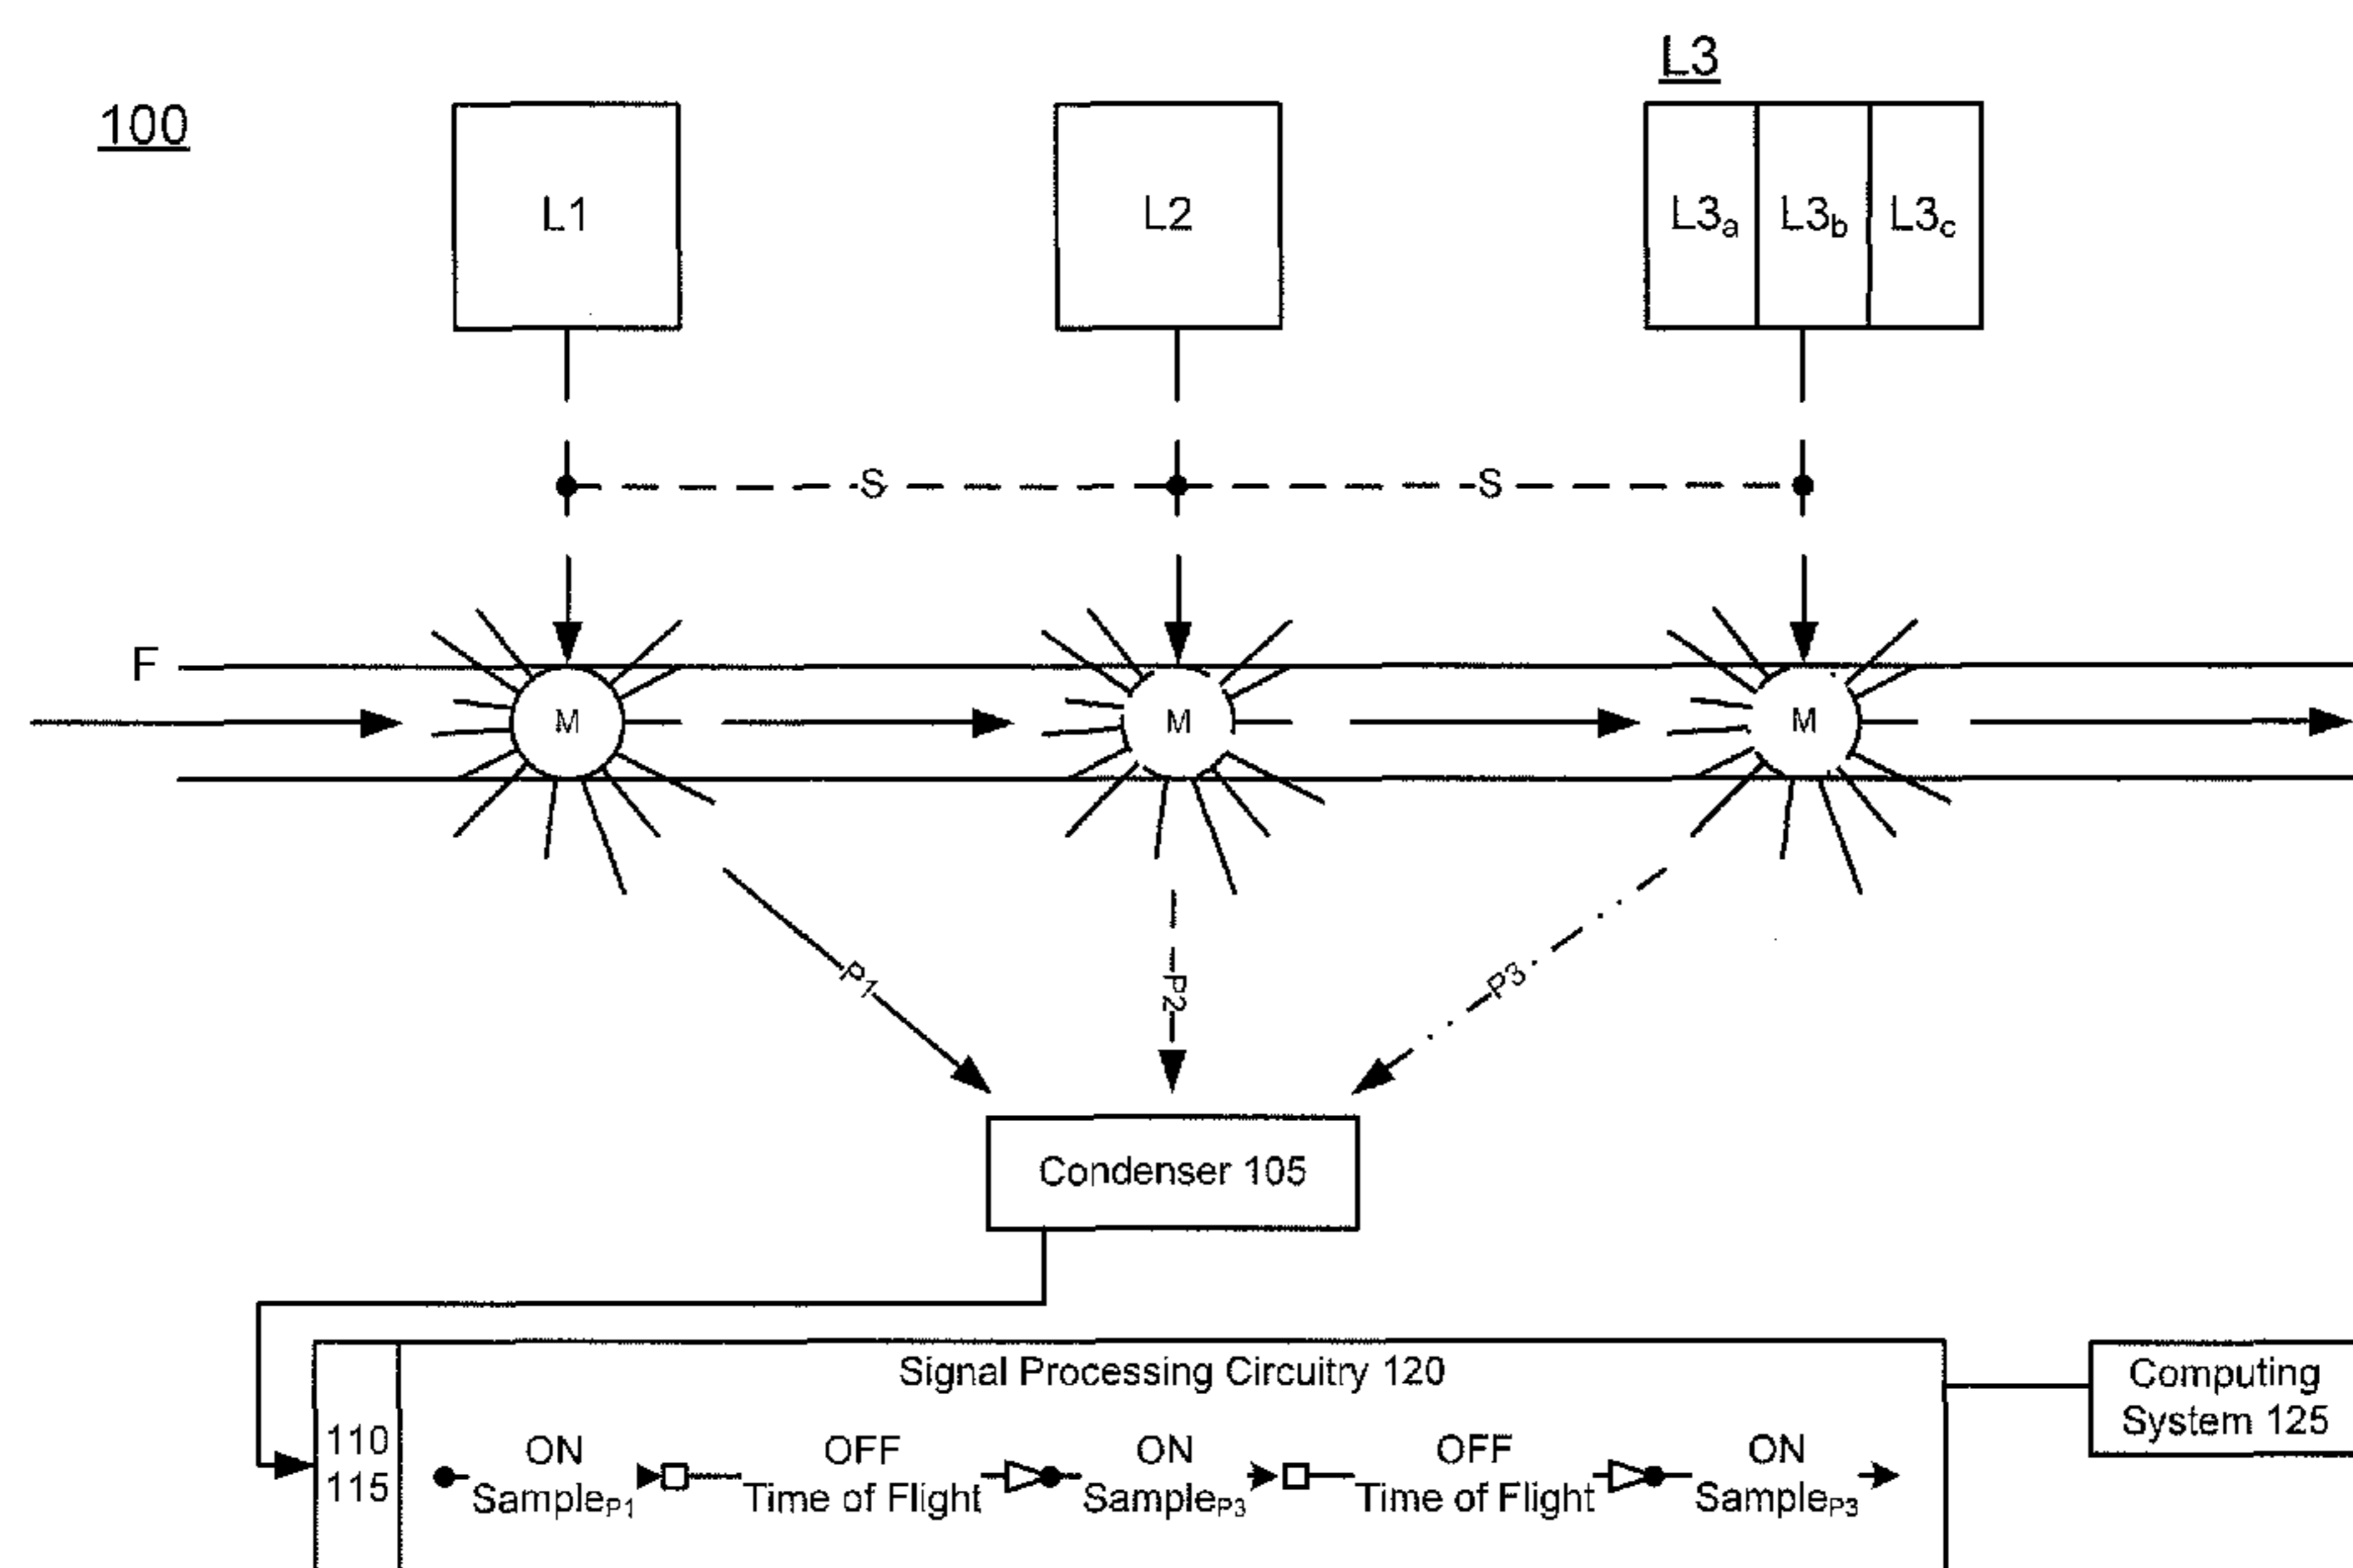 L3
100
L1
L2
L3a
L3b
L3c
S
S
F
M
M
M
P1
P2
P3
Condenser 105
Signal Processing Circuitry 120
Computing
System 125
110
115
ON
OFF
ON
OFF
ON
SampleP1
Time of Flight
SampleP3
Time of Flight
SampleP3